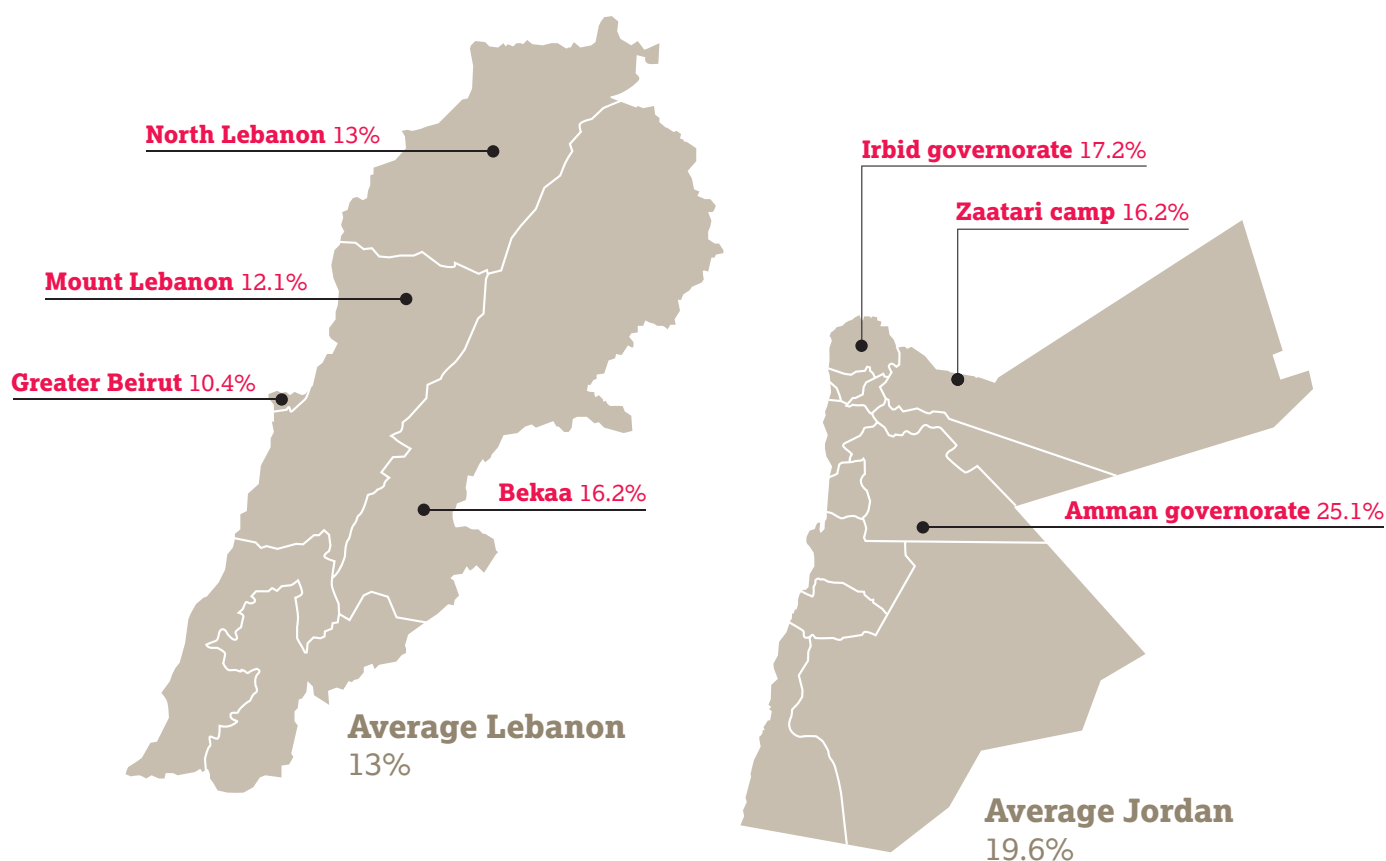 North Lebanon 13%
Mount Lebanon 12.1%
Greater Beirut 10.4%
Bekaa 16.2%
Average Lebanon
13%
Irbid governorate 17.2%
Zaatari camp 16.2%
Amman governorate 25.1%
Average Jordan
19.6%